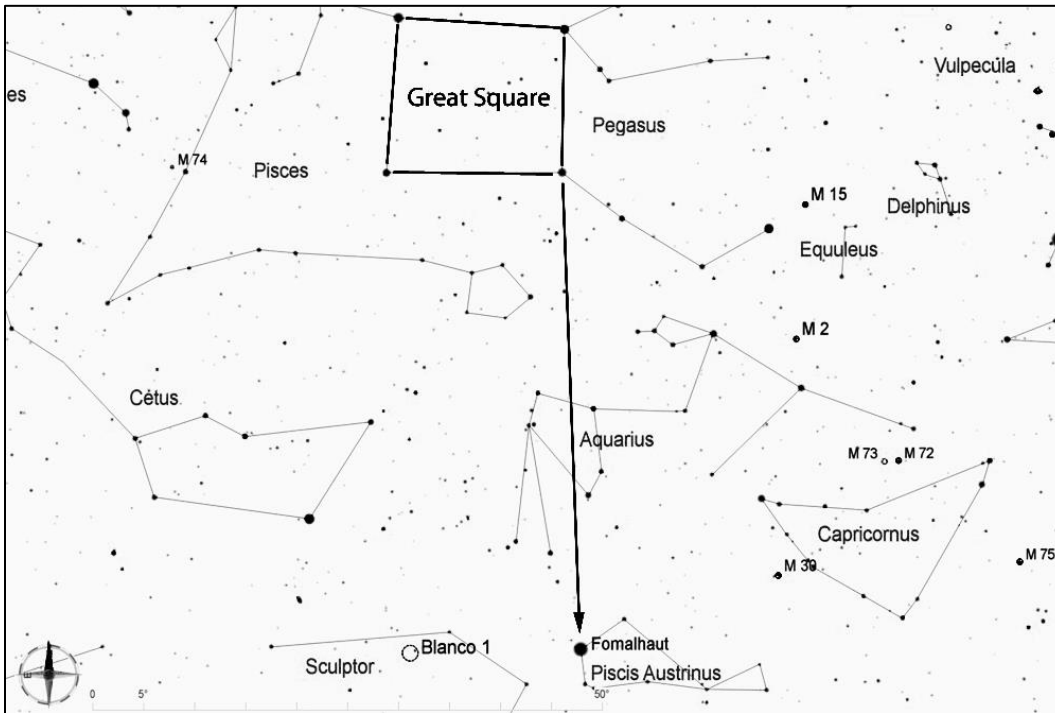 Vulpecula
es
Great Square
Pegasus
M 74
Pisces
M 15
Delphinus
Equuleus
M 2
Cetus
Aquarius
M 73
M 72
Capricornus
M 30
M 75
Fomalhaut
Blanco 1
Sculptor
Piscis Austrinus
E
0
5°
50°